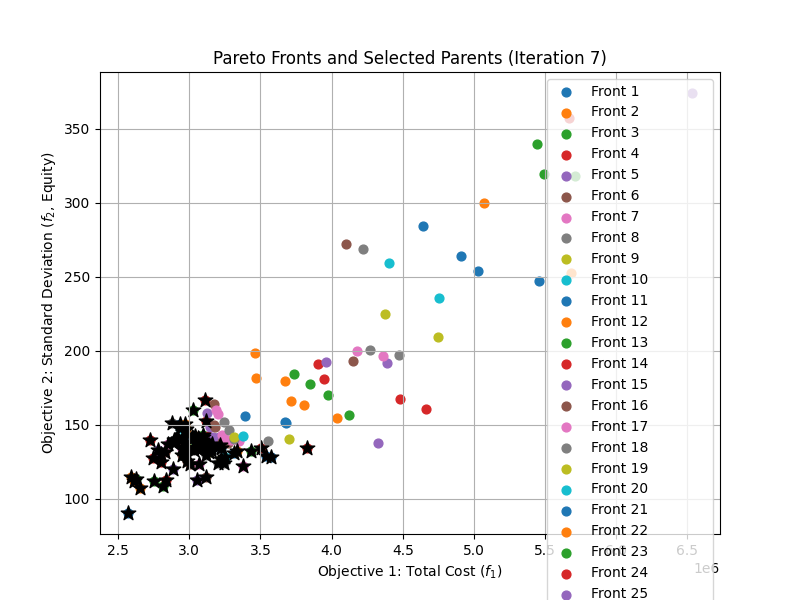 Pareto Fronts and Selected Parents (Iteration 7)
Objective 2: Standard Deviation (f₂, Equity)
350
300
250
200
150
100
2.5
3.0
3.5
4.0
4.5
5.0
5.5
6.0
6.5
1e6
Objective 1: Total Cost (f₁)
Front 1
Front 2
Front 3
Front 4
Front 5
Front 6
Front 7
Front 8
Front 9
Front 10
Front 11
Front 12
Front 13
Front 14
Front 15
Front 16
Front 17
Front 18
Front 19
Front 20
Front 21
Front 22
Front 23
Front 24
Front 25